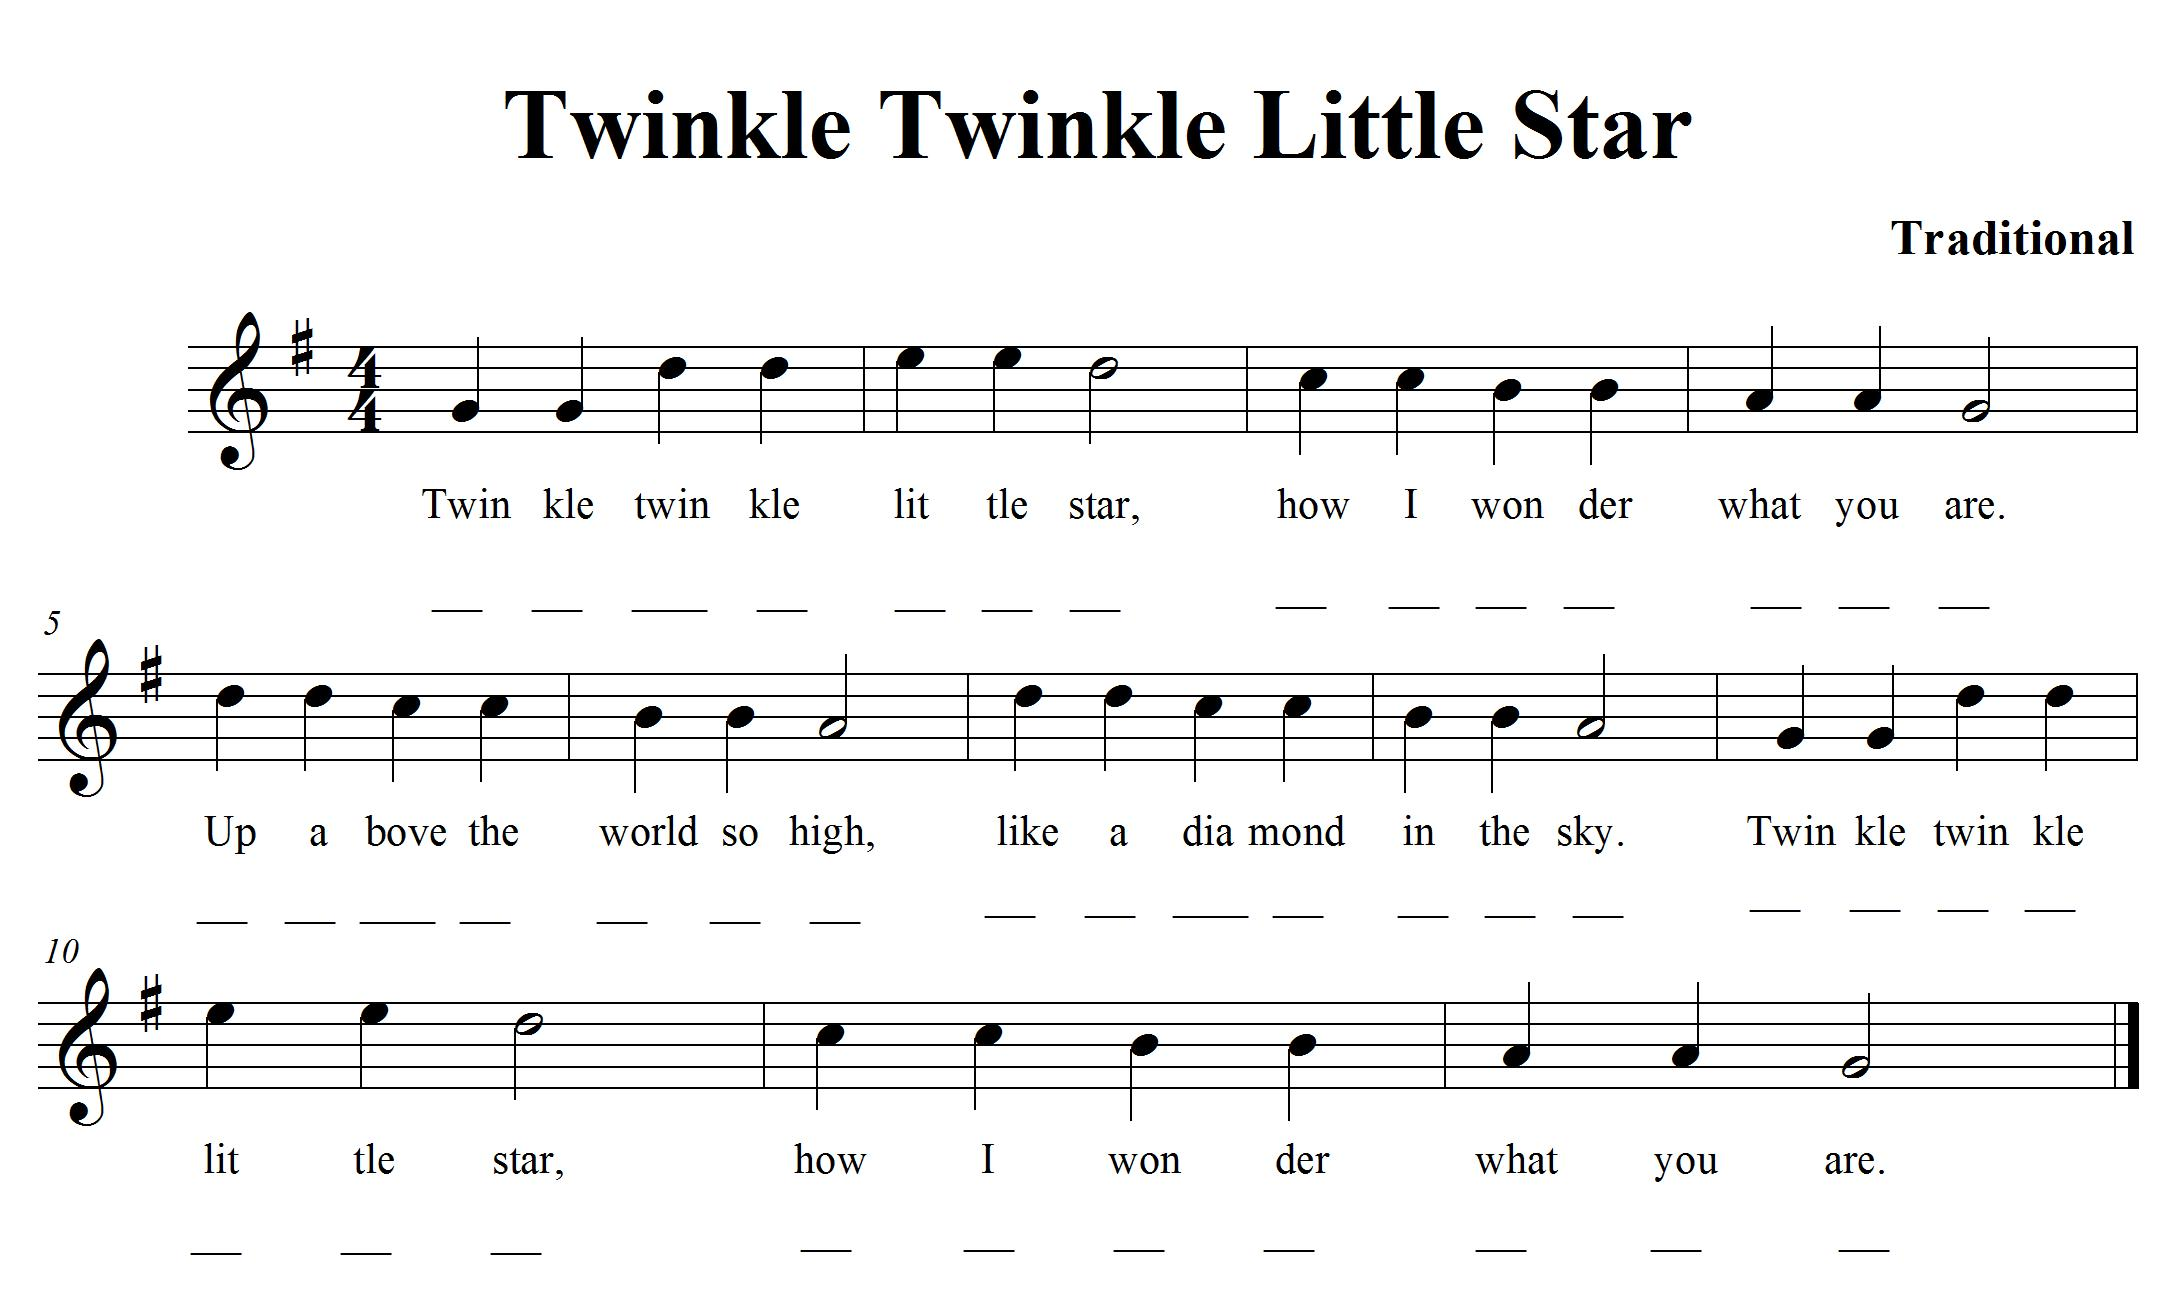 Twinkle Twinkle Little Star
Traditional
4
4
Twin kle twin kle lit tle star, how I won der what you are.
5
Up a bove the world so high, like a dia mond in the sky. Twin kle twin kle
10
lit tle star, how I won der what you are.